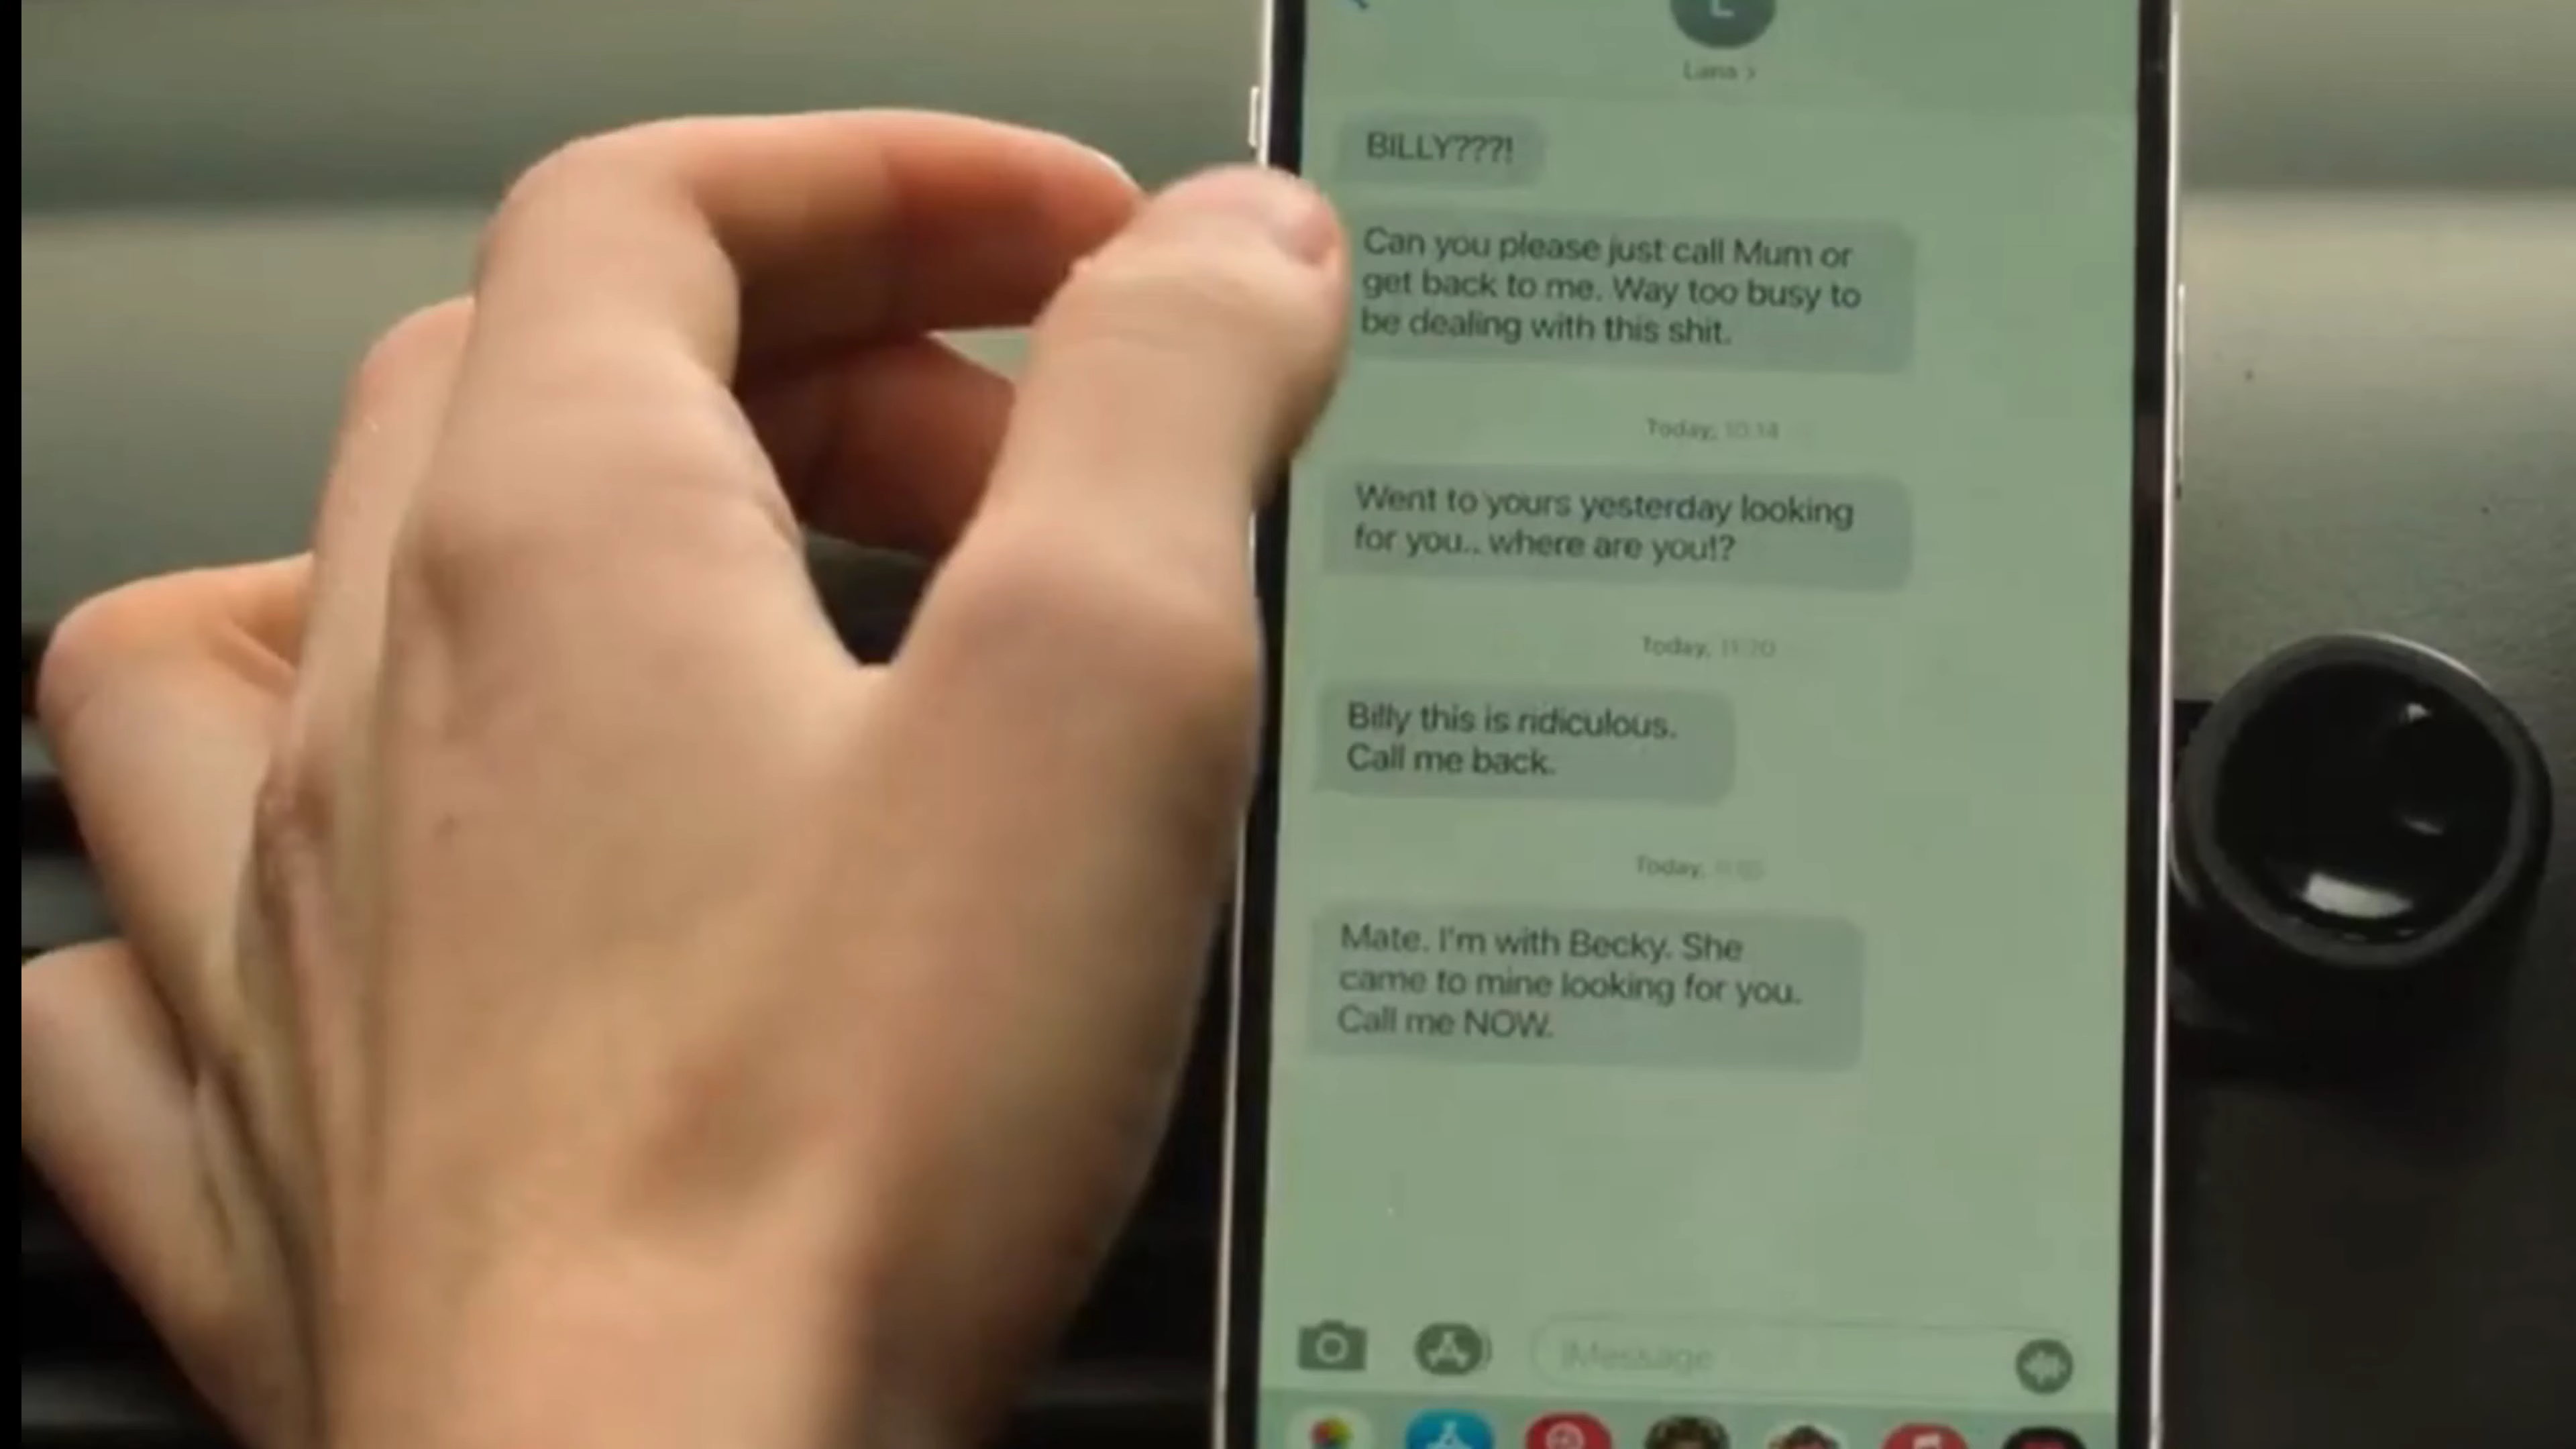 L
Lana >
BILLY???!
Can you please just call Mum or
get back to me. Way too busy to
be dealing with this shit.
Today, 10:14
Went to yours yesterday looking
for you.. where are you!?
Today,
Billy this is ridiculous.
Call me back.
Today,
Mate. I'm with Becky. She
came to mine looking for you.
Call me NOW.
iMessage